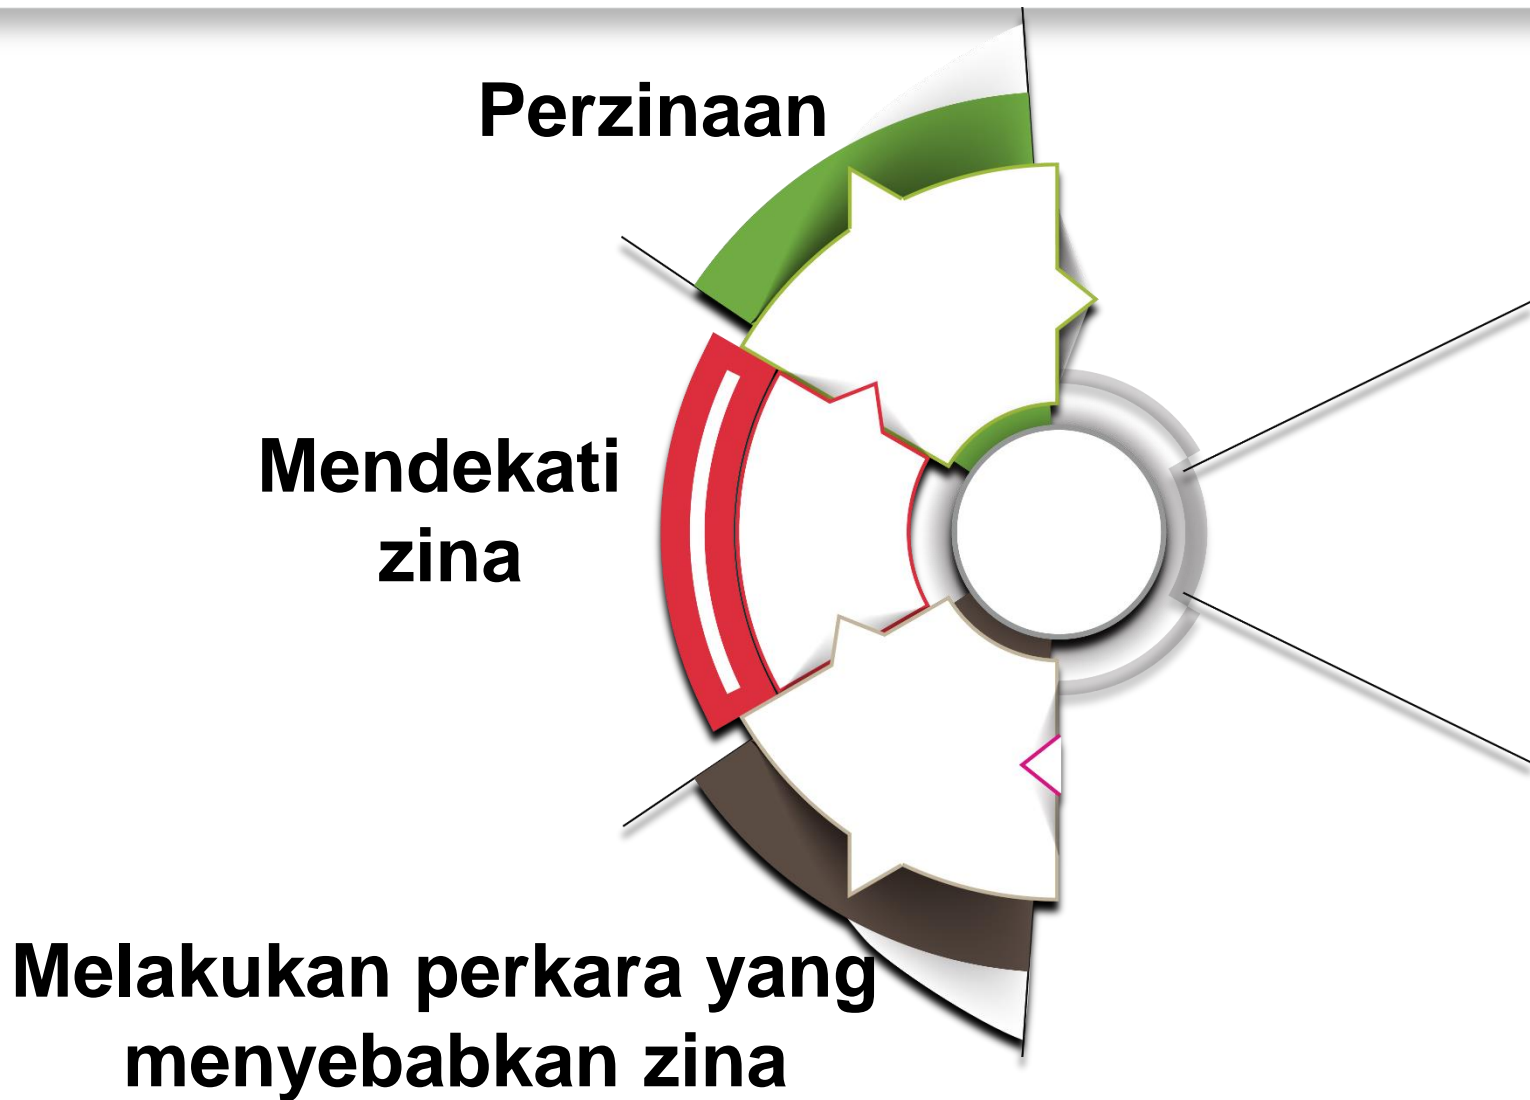 Perzinaan
Mendekati
zina
Melakukan perkara yang
menyebabkan zina